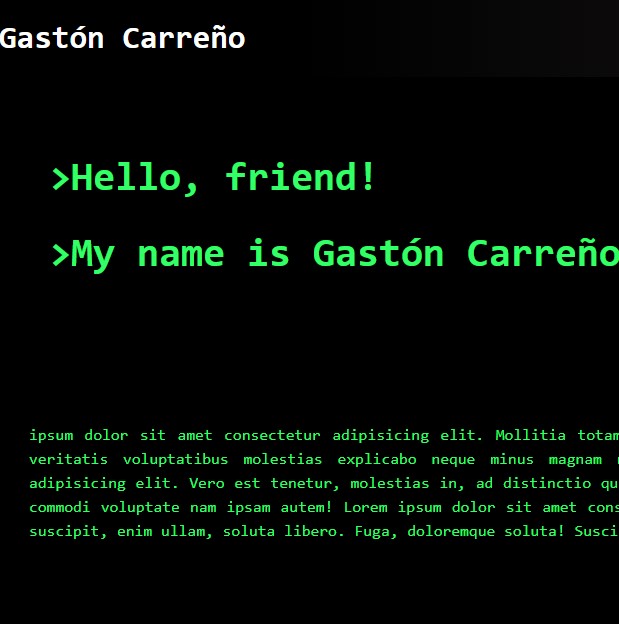 Gastón Carreño
>Hello, friend!
>My name is Gastón Carreño
ipsum dolor sit amet consectetur adipisicing elit. Mollitia totam
veritatis voluptatibus molestias explicabo neque minus magnam
adipisicing elit. Vero est tenetur, molestias in, ad distinctio qu
commodi voluptate nam ipsam autem! Lorem ipsum dolor sit amet cons
suscipit, enim ullam, soluta libero. Fuga, doloremque soluta! Susci